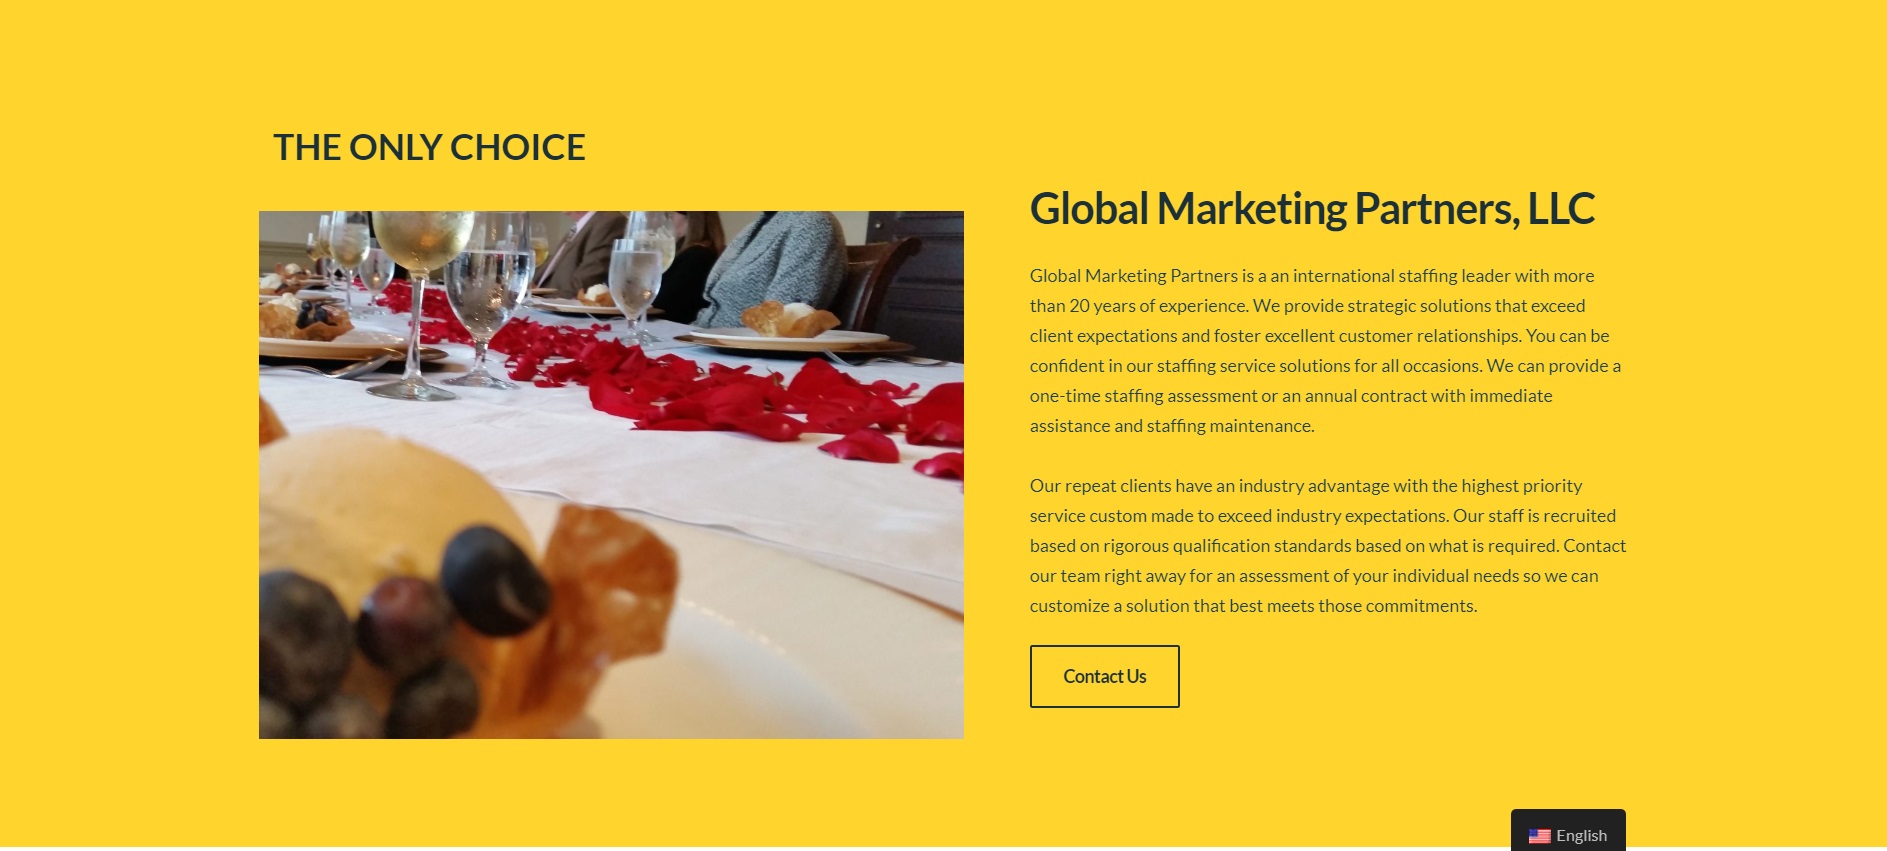 THE ONLY CHOICE
Global Marketing Partners, LLC
Global Marketing Partners is a an international staffing leader with more
than 20 years of experience. We provide strategic solutions that exceed
client expectations and foster excellent customer relationships. You can be
confident in our staffing service solutions for all occasions. We can provide a
one-time staffing assessment or an annual contract with immediate
assistance and staffing maintenance.
Our repeat clients have an industry advantage with the highest priority
service custom made to exceed industry expectations. Our staff is recruited
based on rigorous qualification standards based on what is required. Contact
our team right away for an assessment of your individual needs so we can
customize a solution that best meets those commitments.
Contact Us
English